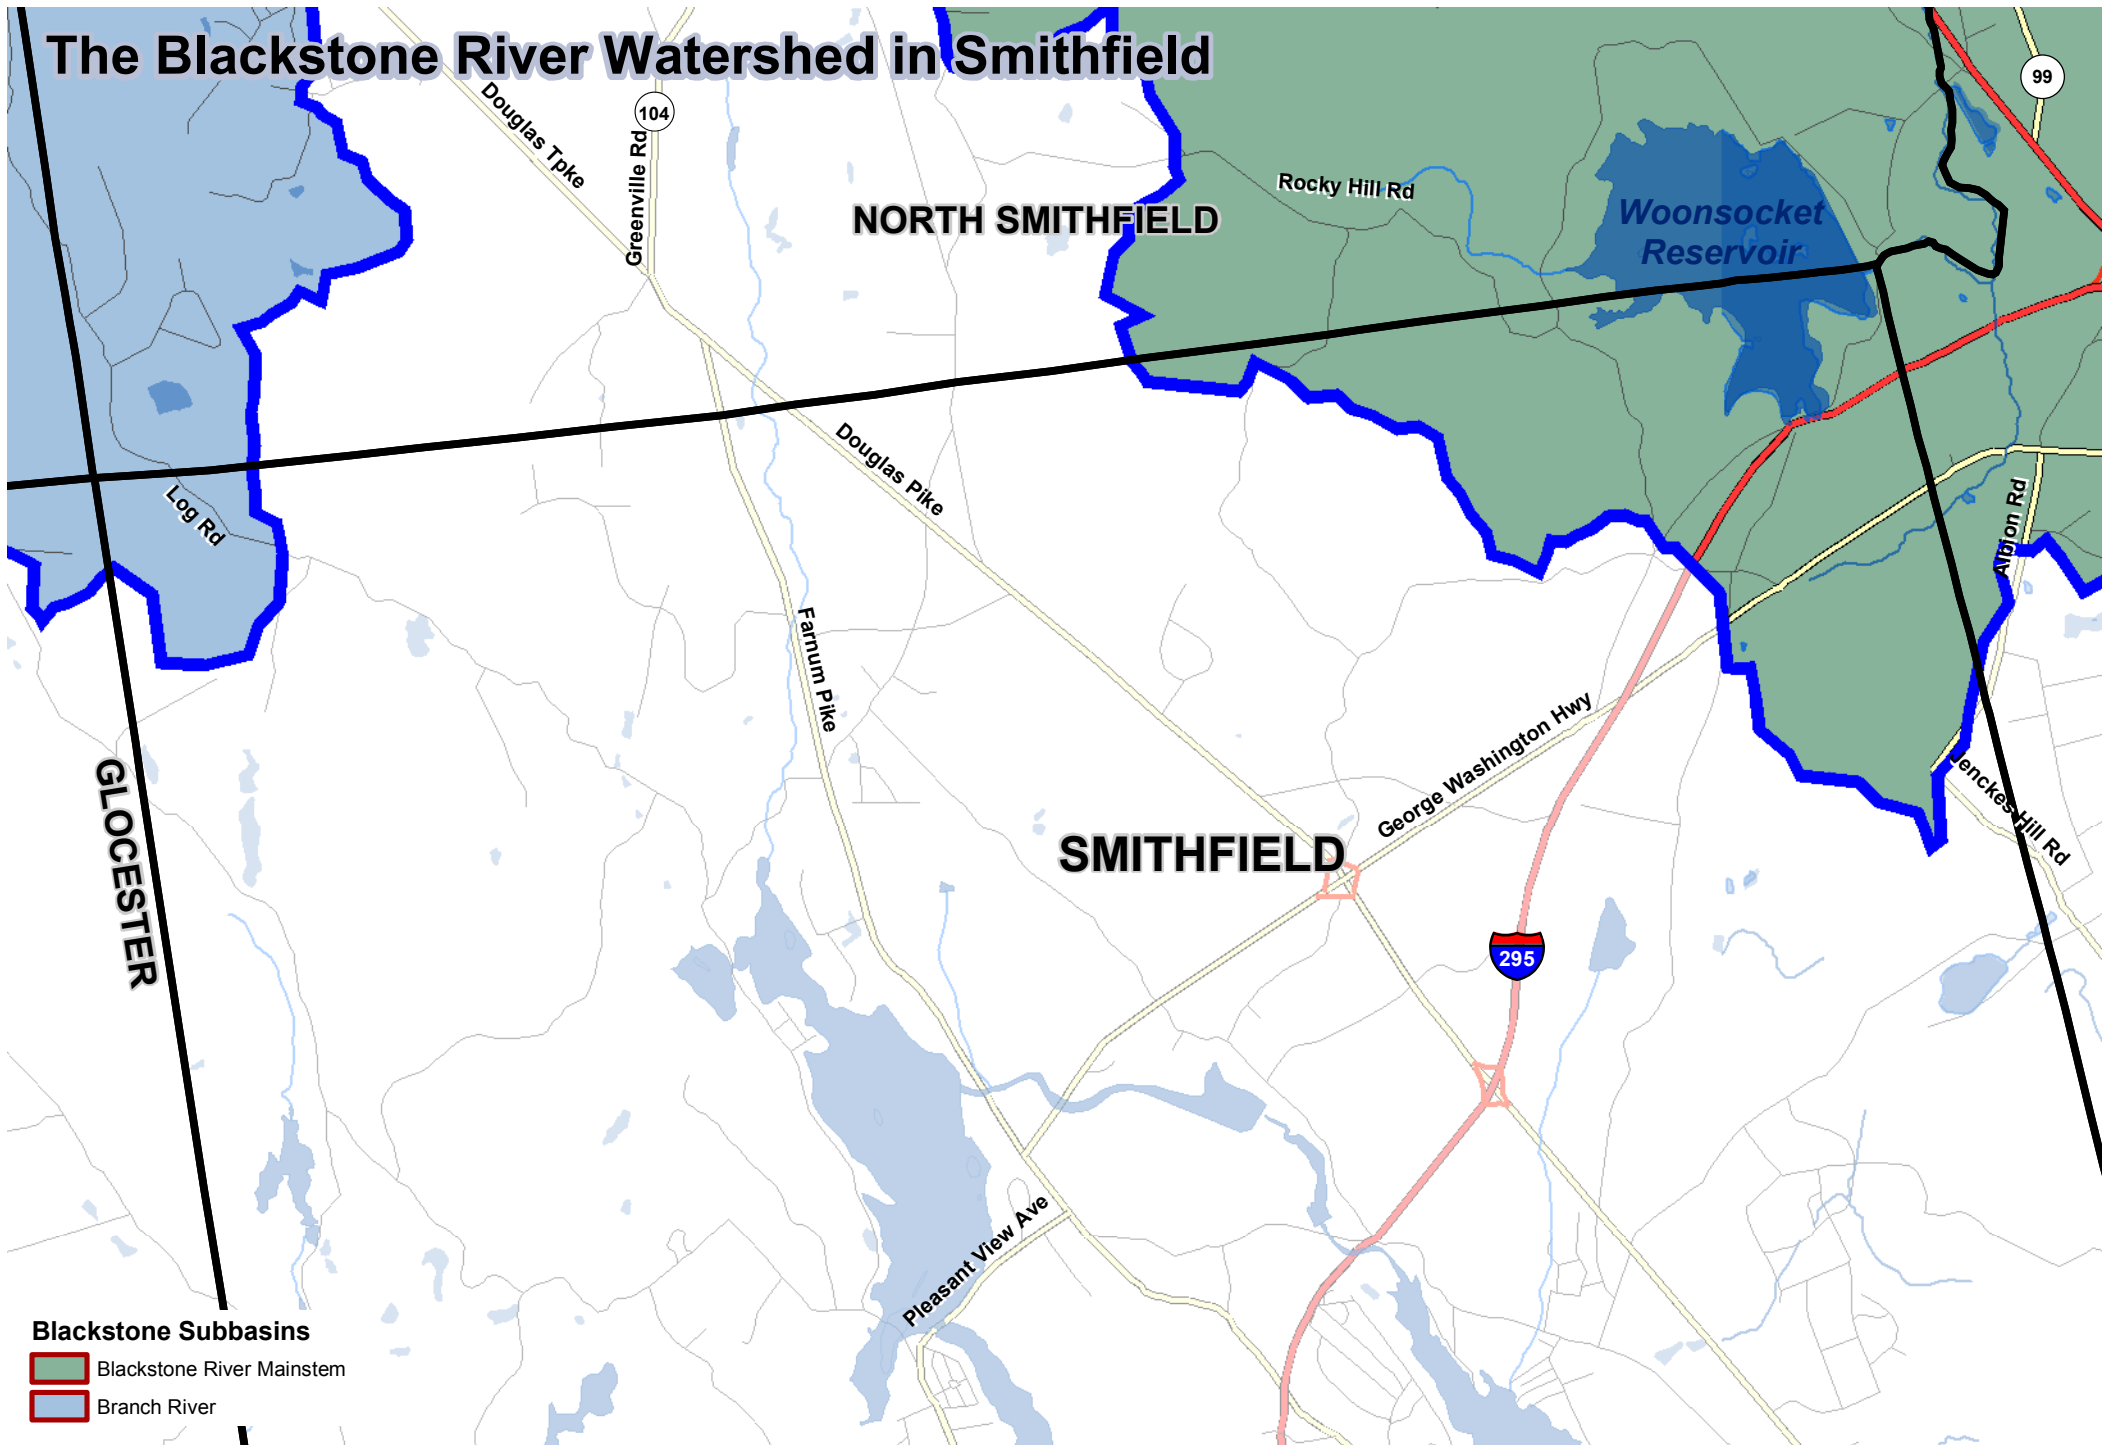 The Blackstone River Watershed in Smithfield
99
104
Douglas Tpke
Greenville Rd
Rocky Hill Rd
NORTH SMITHFIELD
Woonsocket
Reservoir
Douglas Pike
Log Rd
Albion Rd
Farnum Pike
George Washington Hwy
GLOCESTER
Jenckes Hill Rd
SMITHFIELD
295
Pleasant View Ave
Blackstone Subbasins
Blackstone River Mainstem
Branch River